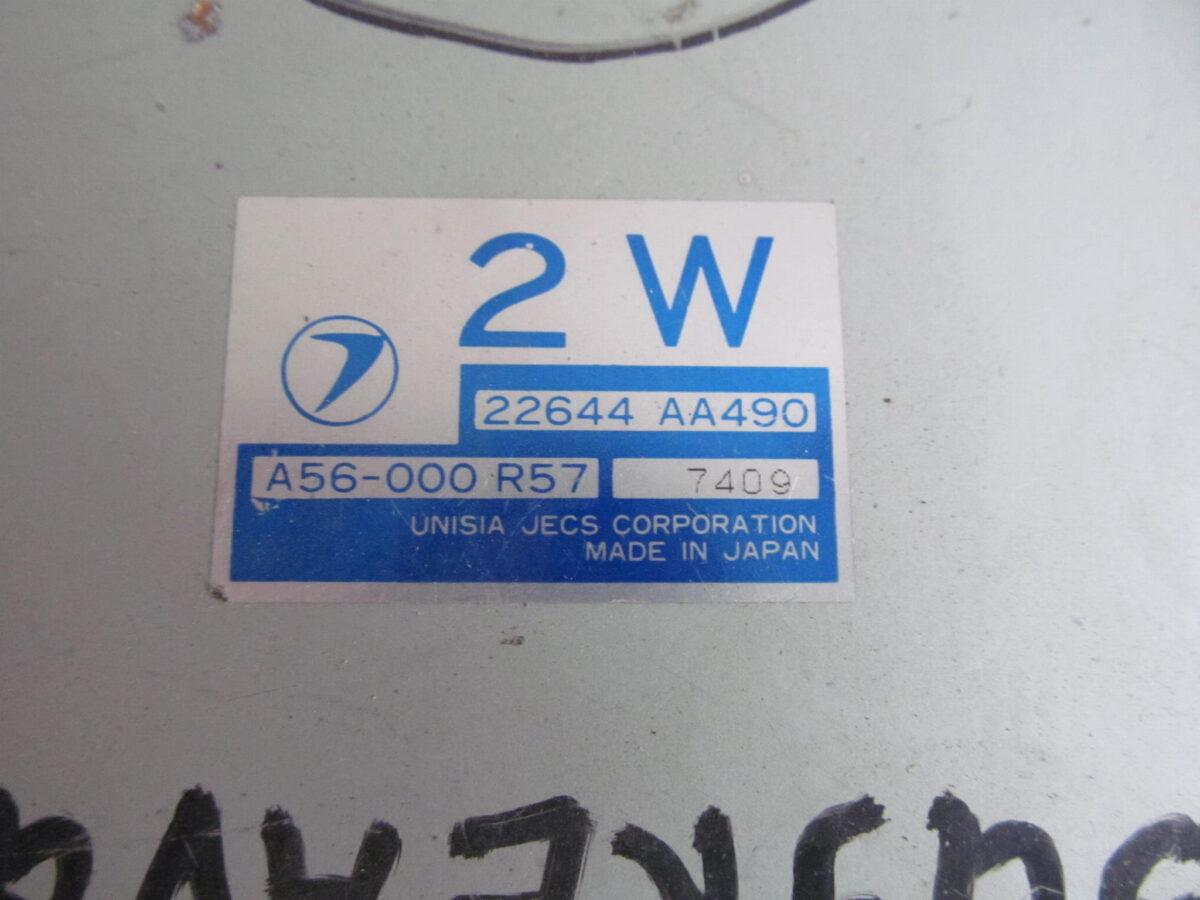 2 W
22644 AA490
A56-000 R57 7409
UNISIA JECS CORPORATION
MADE IN JAPAN